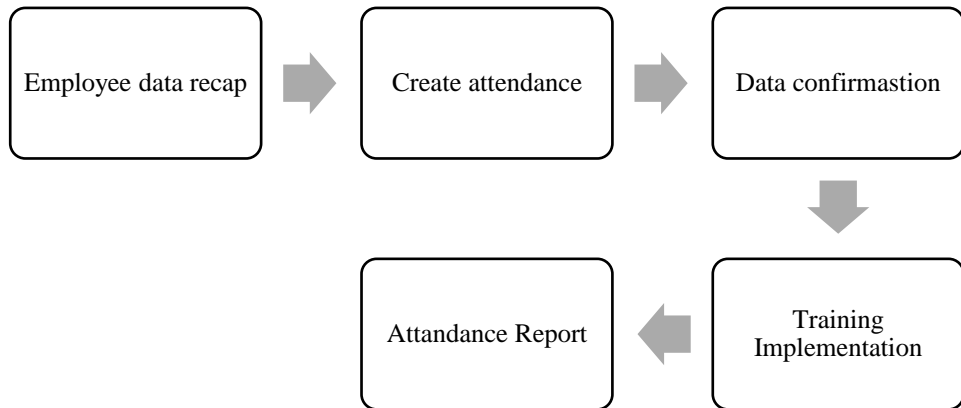 Employee data recap
Create attendance
Data confirmastion
Training
Implementation
Attandance Report